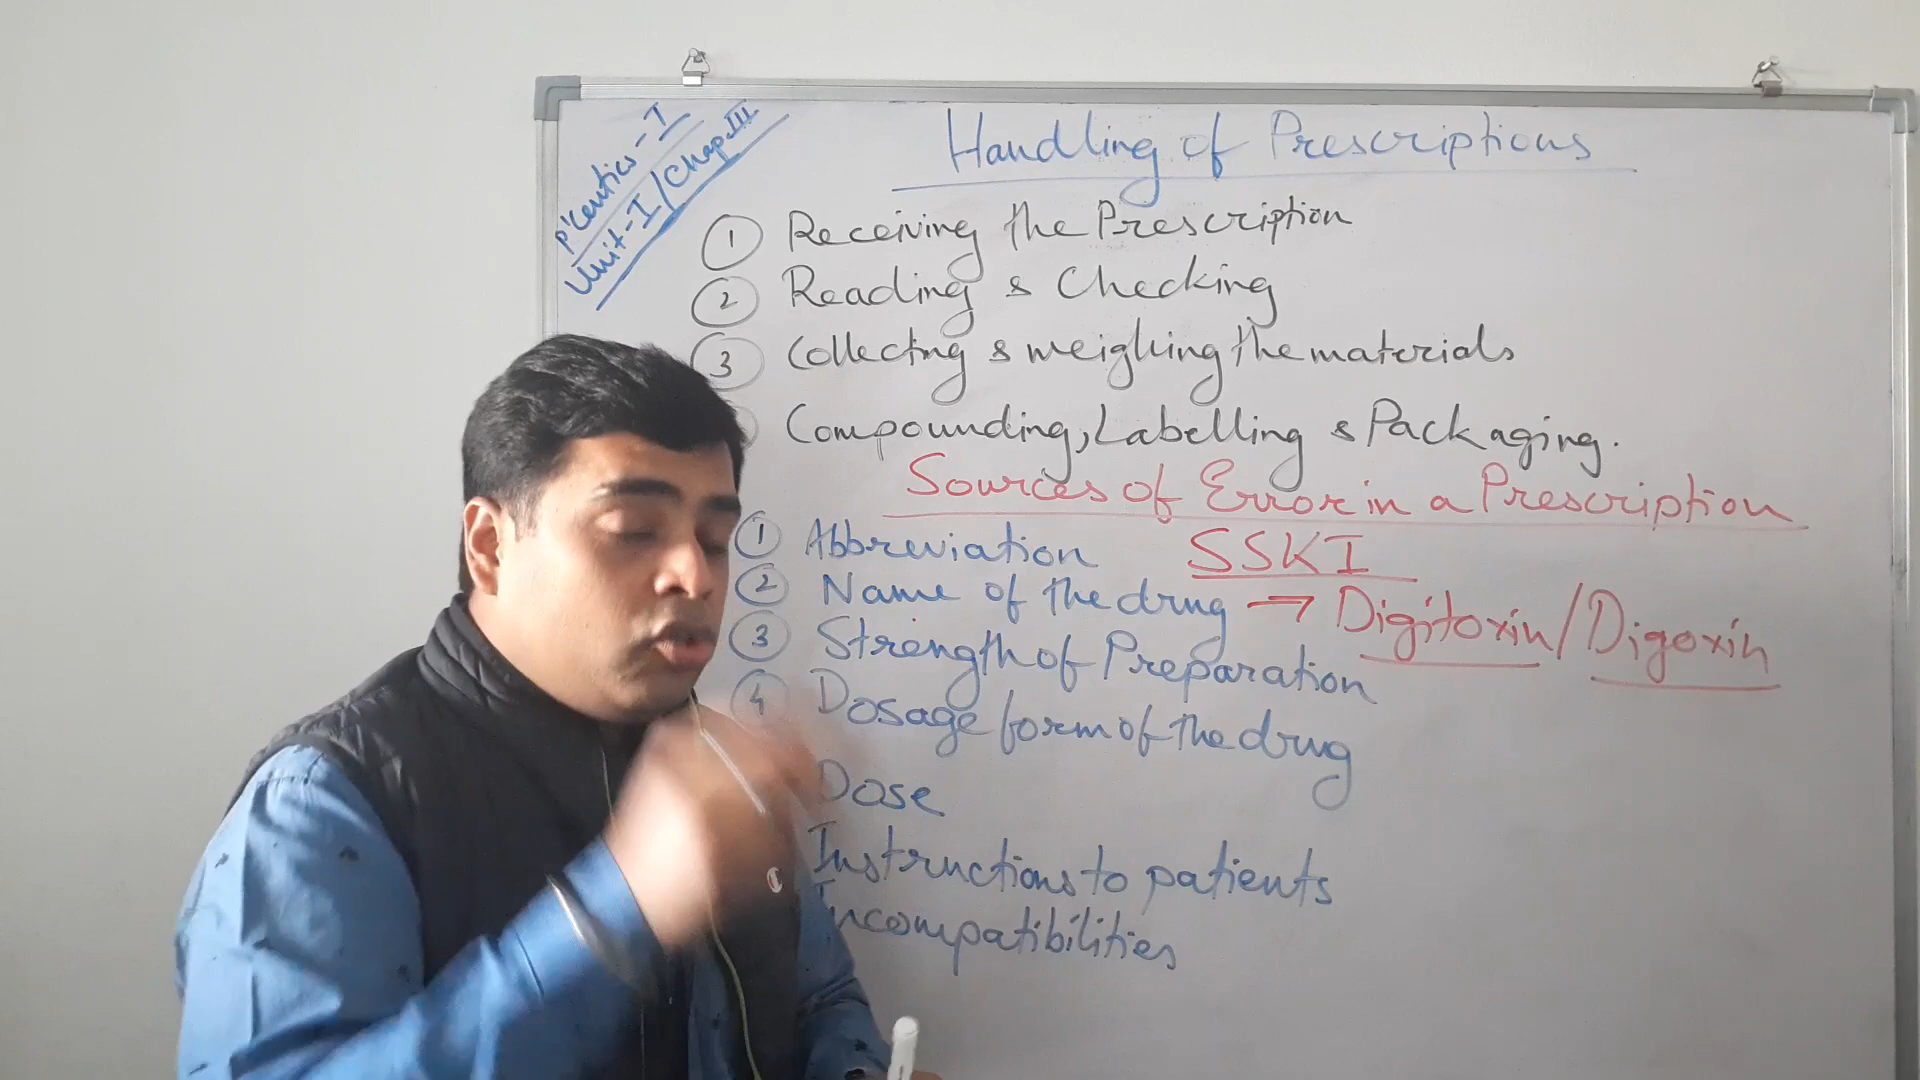 P'ceutics-I
Unit-I/Chap III
Handling of Prescriptions
1 Receiving the Prescription
2 Reading & Checking
3 Collecting & weighing the materials
Compounding, Labelling & Packaging.
Sources of Error in a Prescription
1 Abbreviation SSKI
2 Name of the drug → Digitoxin/Digoxin
3 Strength of Preparation
4 Dosage form of the drug
Dose
Instructions to patients
Incompatibilities